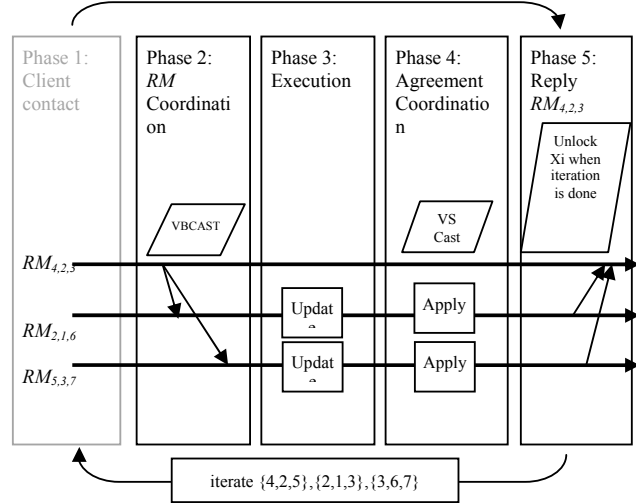 Phase 1:
Client
contact
Phase 2:
RM
Coordinati
on
Phase 3:
Execution
Phase 4:
Agreement
Coordinatio
n
Phase 5:
Reply
RM4,2,3
Unlock
Xi when
iteration
is done
VBCAST
VS
Cast
RM4,2,3
RM2,1,6
Updat
Apply
RM5,3,7
Updat
Apply
iterate {4,2,5},{2,1,3},{3,6,7}